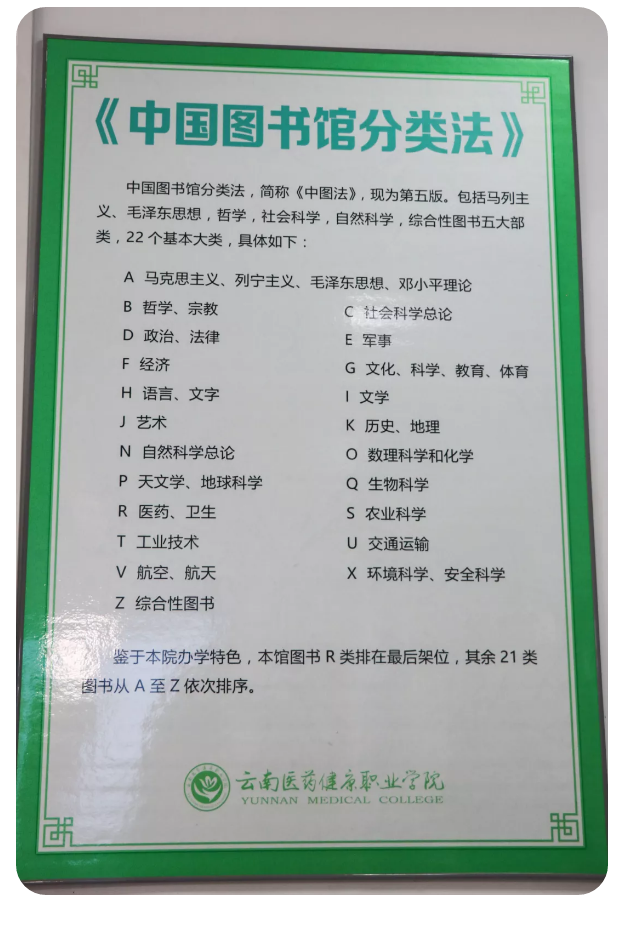 《中国图书馆分类法》
中国图书馆分类法，简称《中图法》，现为第五版。包括马列主
义、毛泽东思想，哲学，社会科学，自然科学，综合性图书五大部
类，22 个基本大类，具体如下：
A 马克思主义、列宁主义、毛泽东思想、邓小平理论
B 哲学、宗教 C 社会科学总论
D 政治、法律 E 军事
F 经济 G 文化、科学、教育、体育
H 语言、文字 I 文学
J 艺术 K 历史、地理
N 自然科学总论 O 数理科学和化学
P 天文学、地球科学 Q 生物科学
R 医药、卫生 S 农业科学
T 工业技术 U 交通运输
V 航空、航天 X 环境科学、安全科学
Z 综合性图书
鉴于本院办学特色，本馆图书 R 类排在最后架位，其余 21 类
图书从 A 至 Z 依次排序。
云南医药健康职业学院
YUNNAN MEDICAL COLLEGE